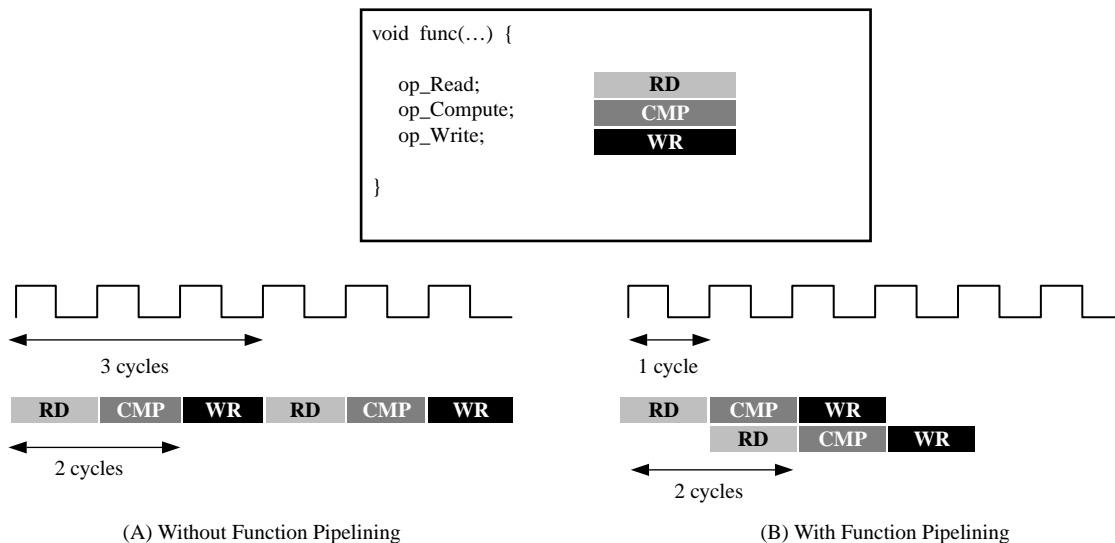 void func(…) {
op_Read;
RD
op_Compute;
CMP
op_Write;
WR
}
3 cycles
RD CMP WR RD CMP WR
2 cycles
(A) Without Function Pipelining
1 cycle
RD CMP WR
RD CMP WR
2 cycles
(B) With Function Pipelining